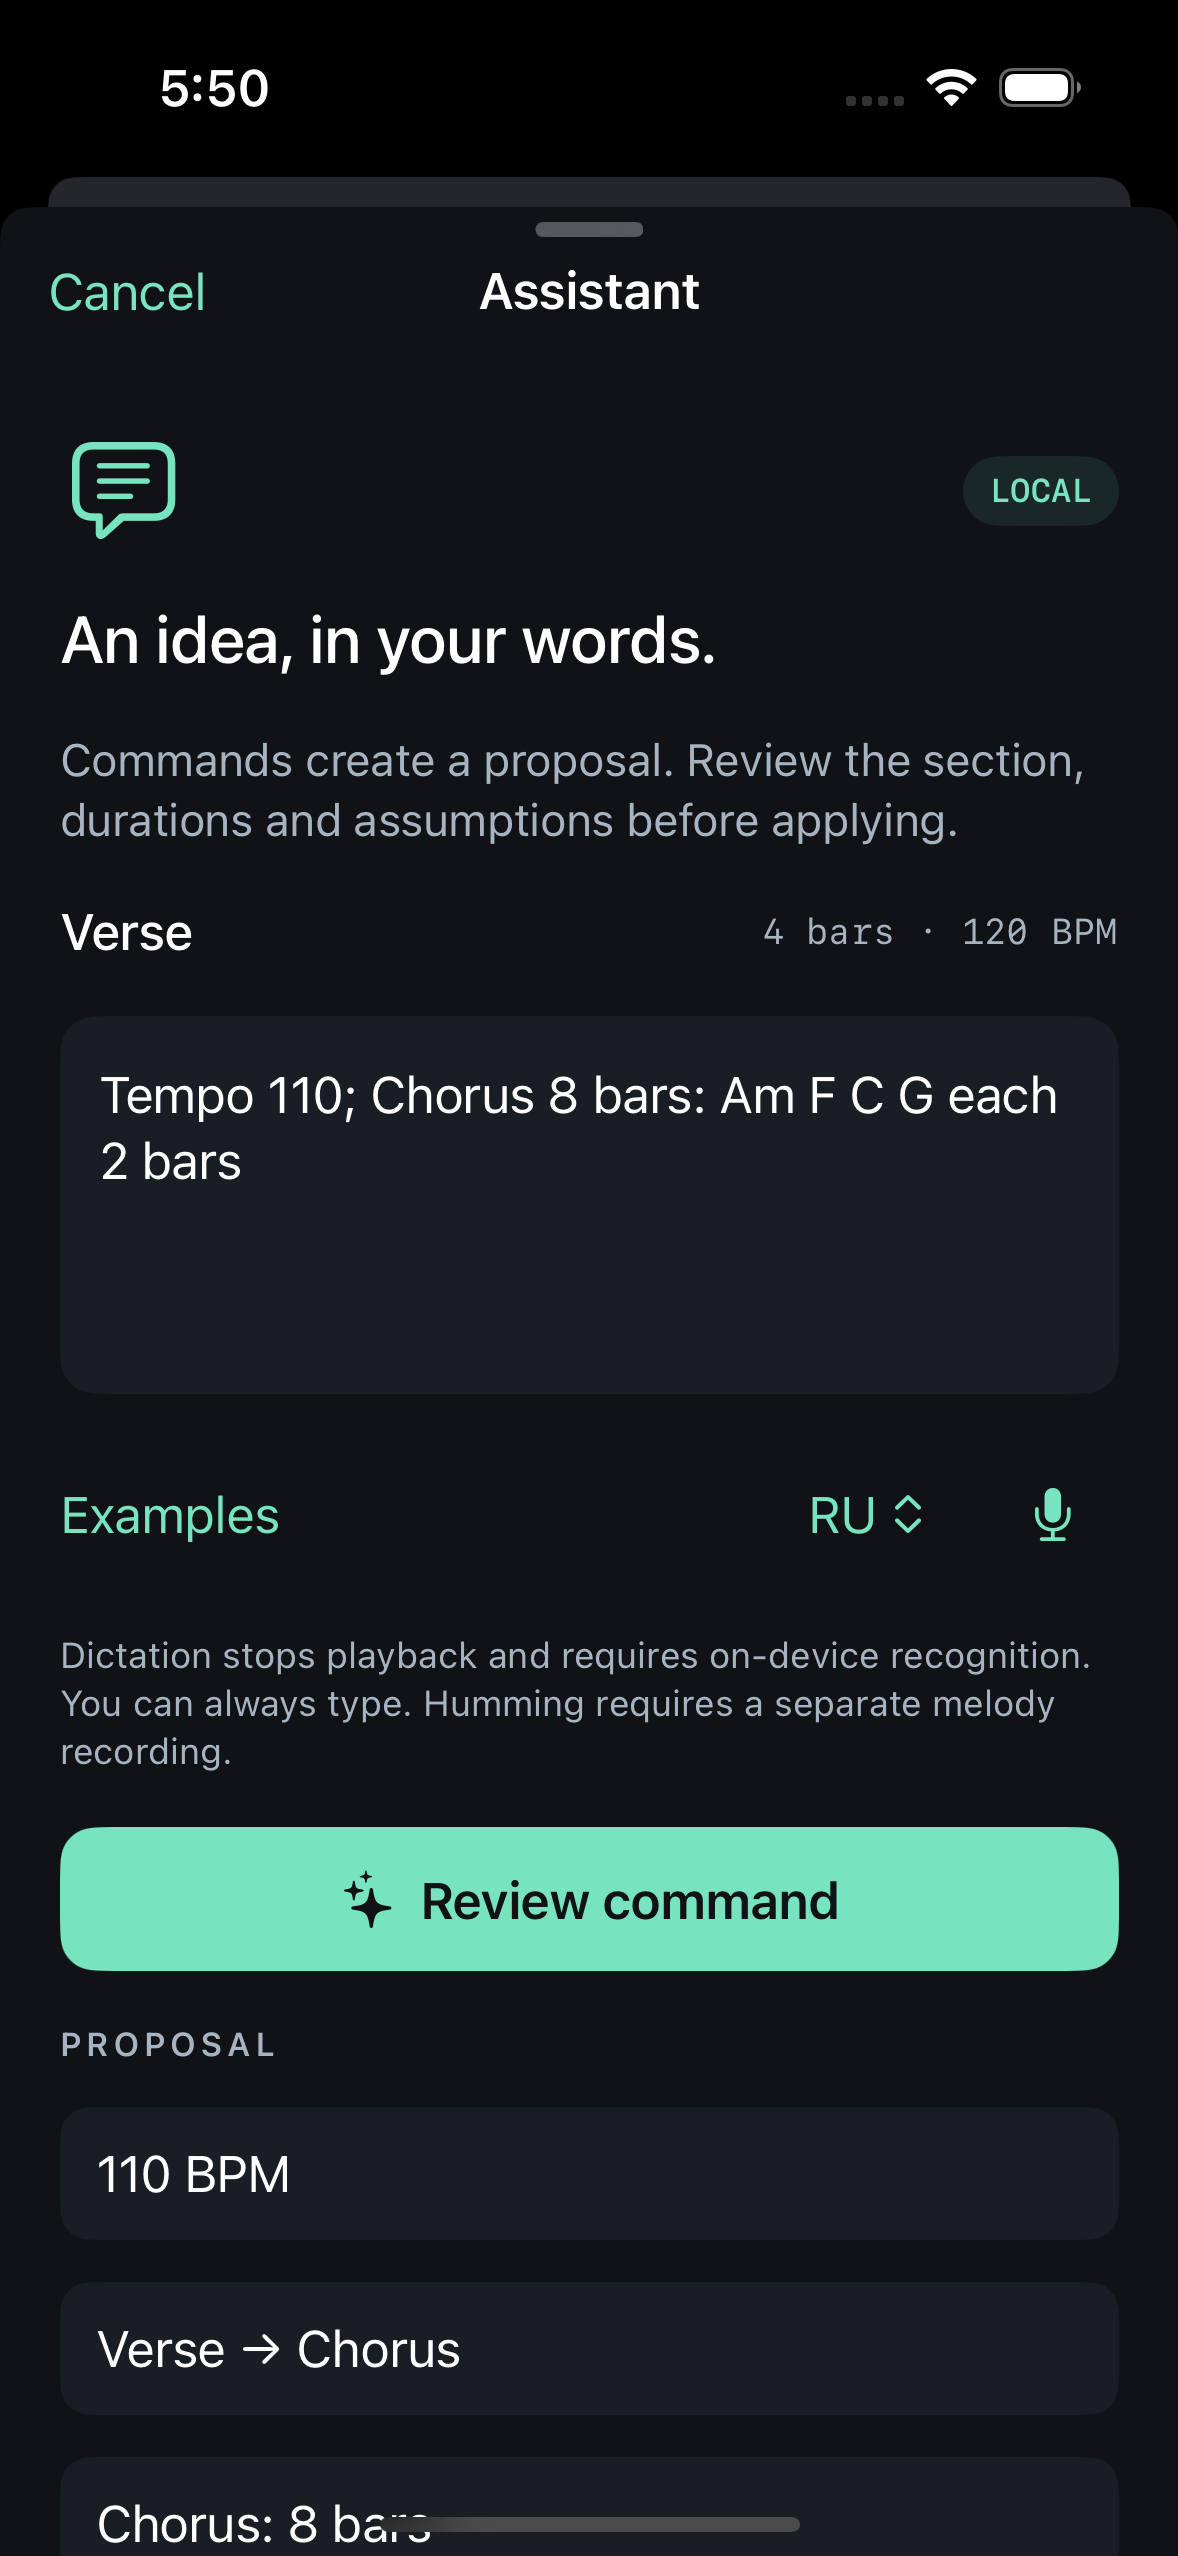 5:50
Cancel
Assistant
LOCAL
An idea, in your words.
Commands create a proposal. Review the section,
durations and assumptions before applying.
Verse
4 bars · 120 BPM
Tempo 110; Chorus 8 bars: Am F C G each
2 bars
Examples
RU
Dictation stops playback and requires on-device recognition.
You can always type. Humming requires a separate melody
recording.
Review command
PROPOSAL
110 BPM
Verse → Chorus
Chorus: 8 bars